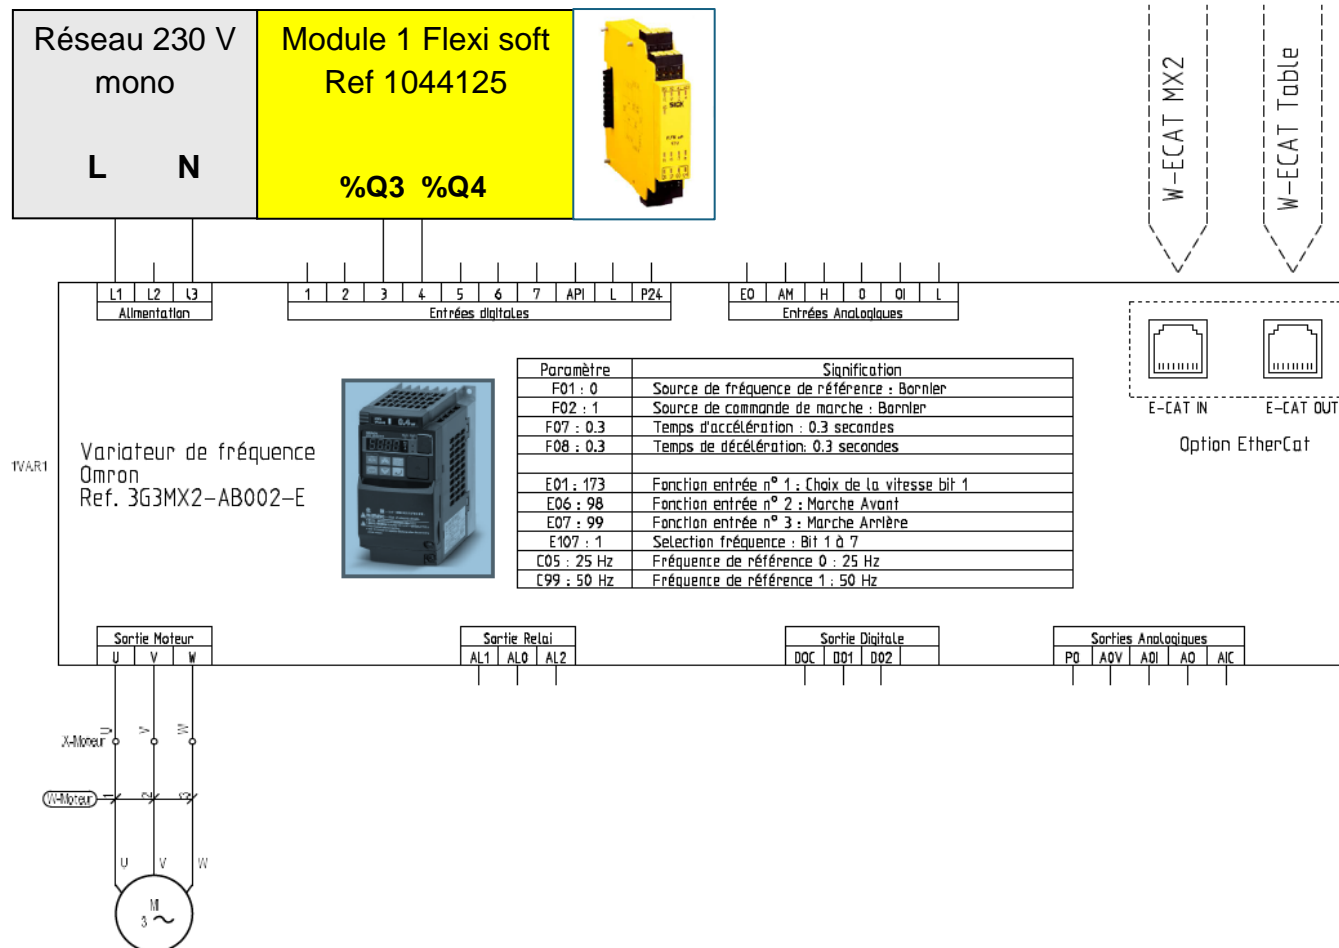 Réseau 230 V
mono
L N
Module 1 Flexi soft
Ref 1044125
%Q3 %Q4
SICK
W-ECAT MX2
W-ECAT Table
L1 L2 L3
Alimentation
1 2 3 4 5 6 7 API L P24
Entrées digitales
EO AM H O OI L
Entrées Analogiques
E-CAT IN E-CAT OUT
Option EtherCat
1VAR1
Variateur de fréquence
Omron
Ref. 3G3MX2-AB002-E
Paramètre Signification
F01 : 0 Source de fréquence de référence : Bornier
F02 : 1 Source de commande de marche : Bornier
F07 : 0.3 Temps d'accélération : 0.3 secondes
F08 : 0.3 Temps de décélération: 0.3 secondes
E01 : 173 Fonction entrée n° 1 : Choix de la vitesse bit 1
E06 : 98 Fonction entrée n° 2 : Marche Avant
E07 : 99 Fonction entrée n° 3 : Marche Arrière
E107 : 1 Selection fréquence : Bit 1 à 7
C05 : 25 Hz Fréquence de référence 0 : 25 Hz
C99 : 50 Hz Fréquence de référence 1 : 50 Hz
Sortie Moteur
U V W
Sortie Relai
AL1 AL0 AL2
Sortie Digitale
DOC DO1 DO2
Sorties Analogiques
PO AOV AOI AO AIC
U V W
X-Moteur
W-Moteur
1 2 3
U V W
M
3 ~